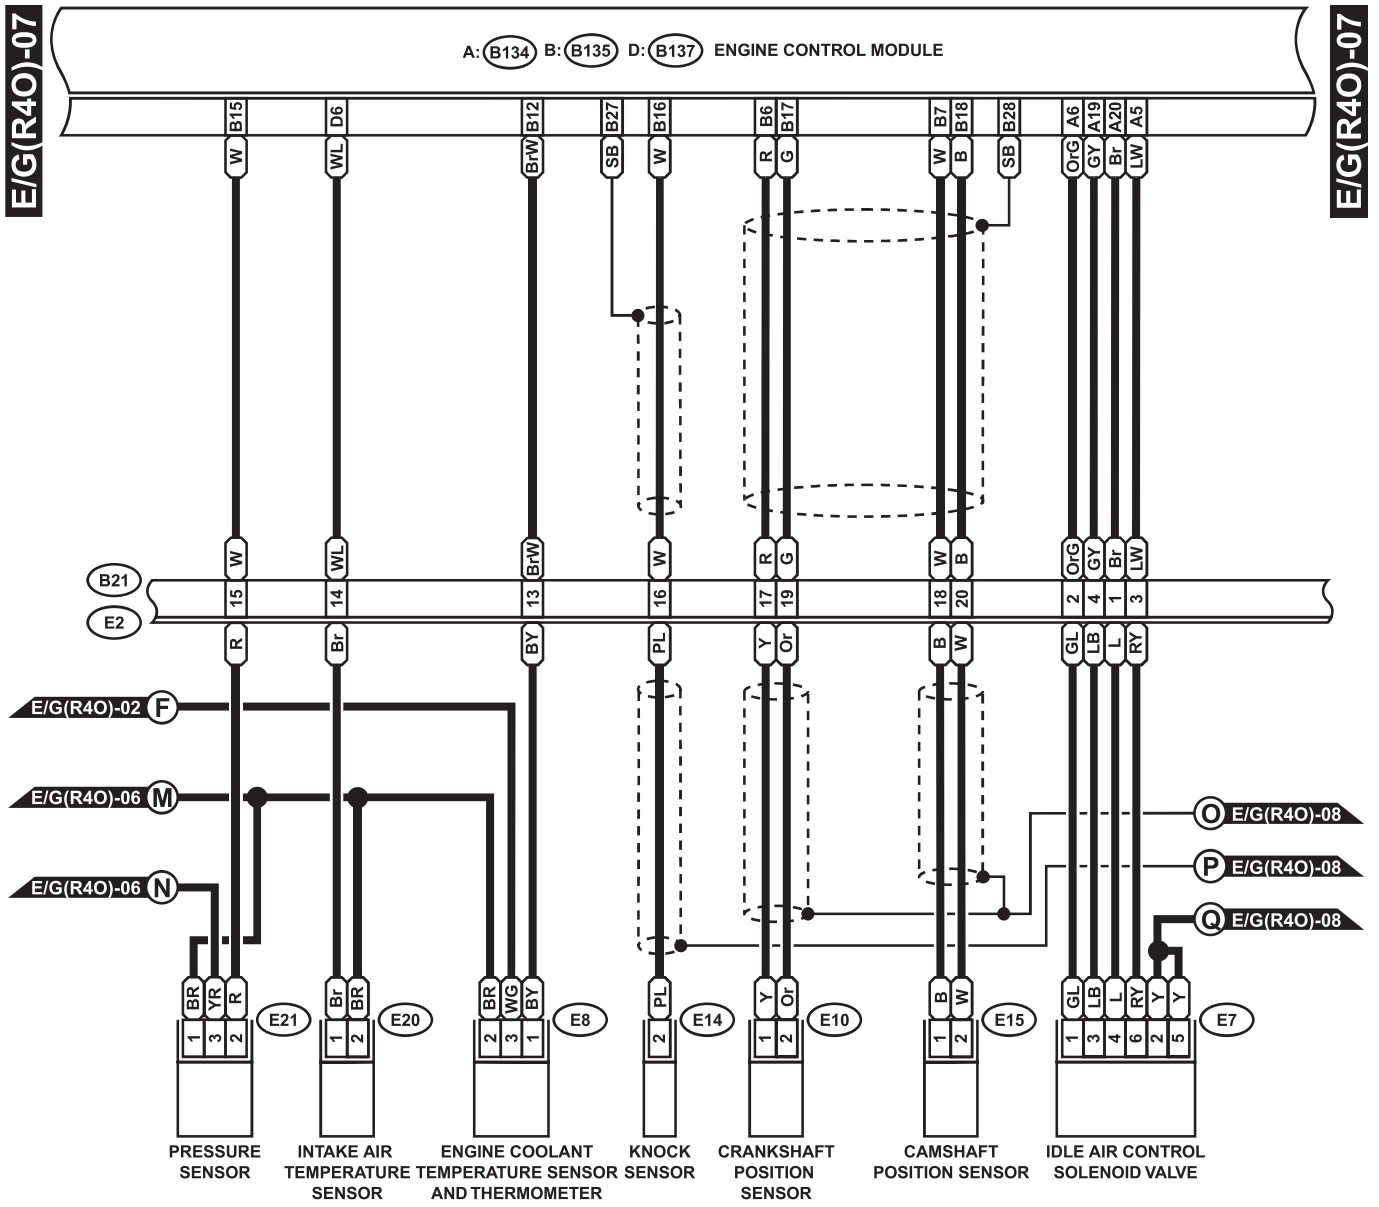 E/G(R4O)-07
A: B134 B: B135 D: B137 ENGINE CONTROL MODULE
E/G(R4O)-07
B15 D6 B12 B27 B16 B6 B17 B7 B18 B28 A6 A19 A20 A5
W WL BrW SB W R G W B SB OrG GY Br LW
W WL BrW W R G W B OrG GY Br LW
B21
15 14 13 16 17 19 18 20 2 4 1 3
E2
R Br BY PL Y Or B W GL LB L RY
E/G(R4O)-02 F
E/G(R4O)-06 M
O E/G(R4O)-08
P E/G(R4O)-08
E/G(R4O)-06 N
Q E/G(R4O)-08
BR YR R Br BR BR WG BY PL Y Or B W GL LB L RY Y Y
E21 E20 E8 E14 E10 E15 E7
1 3 2 1 2 2 3 1 2 1 2 1 2 1 3 4 6 2 5
PRESSURE
SENSOR
INTAKE AIR
TEMPERATURE
SENSOR
ENGINE COOLANT
TEMPERATURE SENSOR
AND THERMOMETER
KNOCK
SENSOR
CRANKSHAFT
POSITION
SENSOR
CAMSHAFT
POSITION SENSOR
IDLE AIR CONTROL
SOLENOID VALVE